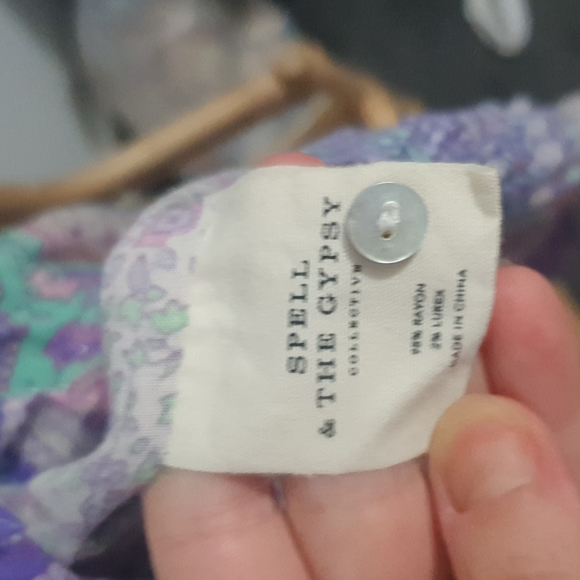 SPELL
& THE GYPSY
COLLECTIVE
98% RAYON
2% LUREX
MADE IN CHINA